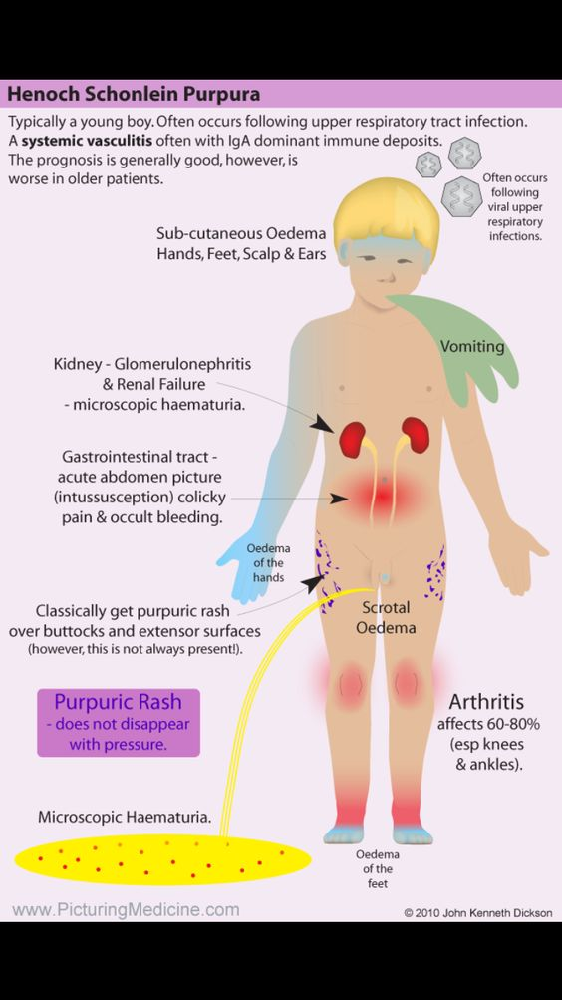 Henoch Schonlein Purpura
Typically a young boy. Often occurs following upper respiratory tract infection.
A systemic vasculitis often with IgA dominant immune deposits.
The prognosis is generally good, however, is
worse in older patients.
Often occurs
following
viral upper
respiratory
infections.
Sub-cutaneous Oedema
Hands, Feet, Scalp & Ears
Vomiting
Kidney - Glomerulonephritis
& Renal Failure
- microscopic haematuria.
Gastrointestinal tract -
acute abdomen picture
(intussusception) colicky
pain & occult bleeding.
Oedema
of the
hands
Classically get purpuric rash
over buttocks and extensor surfaces
(however, this is not always present!).
Scrotal
Oedema
Purpuric Rash
- does not disappear
with pressure.
Arthritis
affects 60-80%
(esp knees
& ankles).
Microscopic Haematuria.
Oedema
of the
feet
www.PicturingMedicine.com
© 2010 John Kenneth Dickson